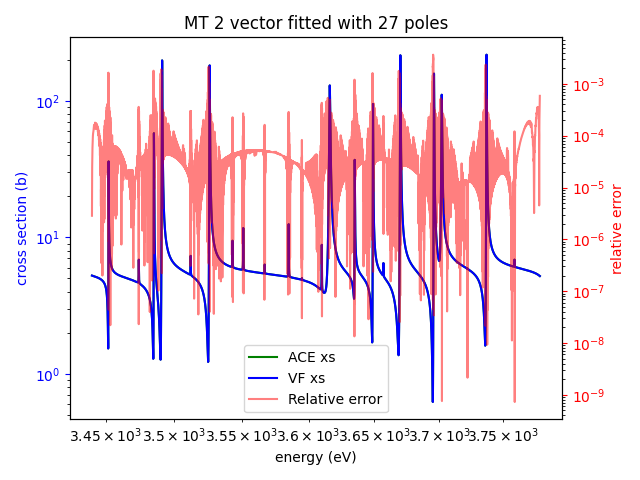 MT 2 vector fitted with 27 poles
cross section (b)
10²
10¹
10⁰
10⁻³
10⁻⁴
10⁻⁵
10⁻⁶
10⁻⁷
10⁻⁸
10⁻⁹
relative error
ACE xs
VF xs
Relative error
3.45 × 10³ 3.5 × 10³ 3.55 × 10³ 3.6 × 10³ 3.65 × 10³ 3.7 × 10³ 3.75 × 10³
energy (eV)